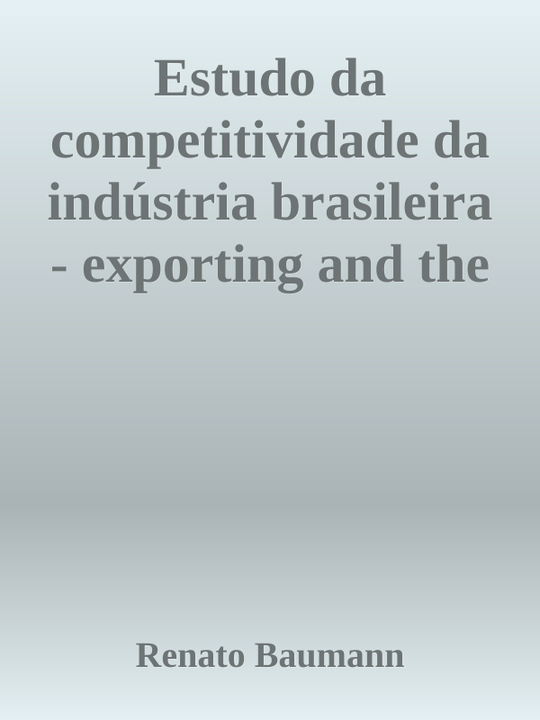 Estudo da
competitividade da
indústria brasileira
- exporting and the
Renato Baumann